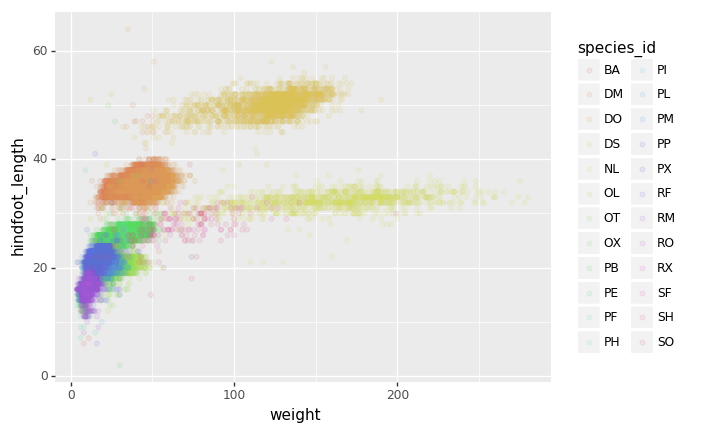 60
40
20
0
hindfoot_length
0 100 200
weight
species_id
BA PI
DM PL
DO PM
DS PP
NL PX
OL RF
OT RM
OX RO
PB RX
PE SF
PF SH
PH SO